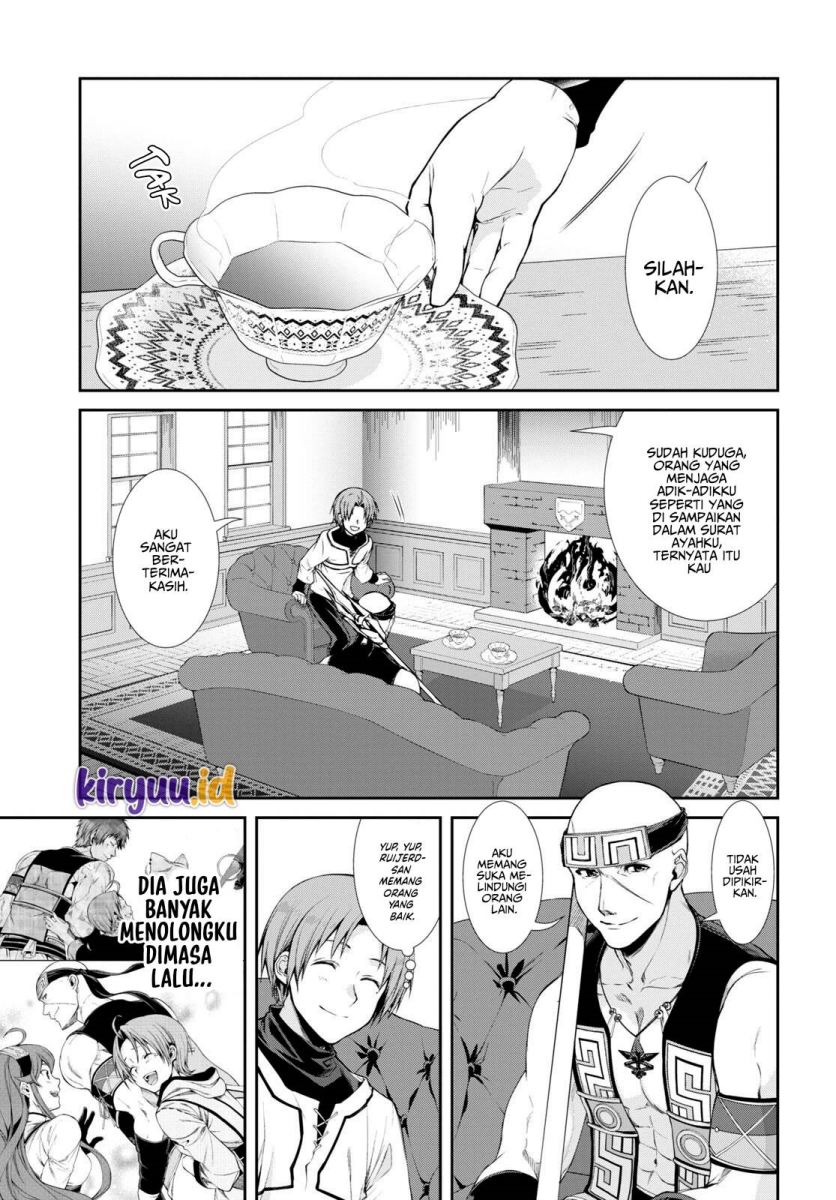 TAK
SILAH-
KAN.
SUDAH KUDUGA,
ORANG YANG
MENJAGA
ADIK-ADIKKU
SEPERTI YANG
DI SAMPAIKAN
DALAM SURAT
AYAHKU,
TERNYATA ITU
KAU
AKU
SANGAT
BER-
TERIMA-
KASIH.
kiryuu.id
TIDAK
USAH
DIPIKIR-
KAN.
AKU
MEMANG
SUKA ME-
LINDUNGI
ORANG
LAIN.
YUP, YUP,
RUIJERD-
SAN
MEMANG
ORANG
YANG
BAIK.
DIA JUGA
BANYAK
MENOLONGKU
DIMASA
LALU...